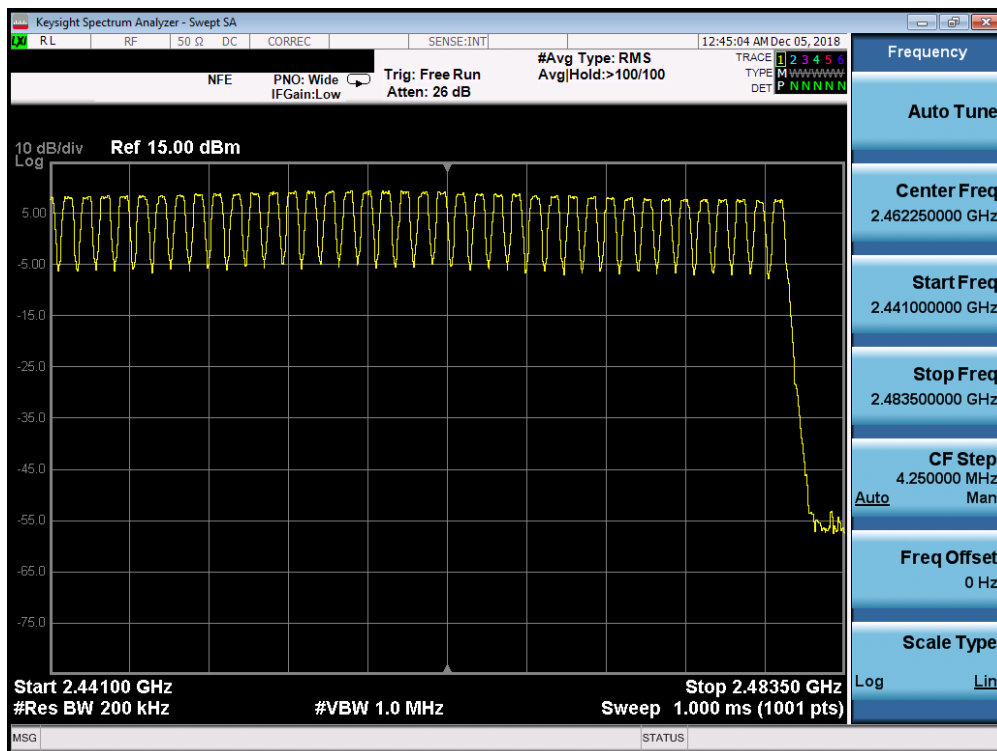 Keysight Spectrum Analyzer - Swept SA
LXI RL RF 50 Ω DC CORREC SENSE:INT 12:45:04 AM Dec 05, 2018
NFE PNO: Wide Trig: Free Run #Avg Type: RMS TRACE 1 2 3 4 5 6
IFGain:Low Atten: 26 dB Avg|Hold:>100/100 TYPE M WWWWW
DET P N N N N N
10 dB/div Ref 15.00 dBm
Log
5.00
-5.00
-15.0
-25.0
-35.0
-45.0
-55.0
-65.0
-75.0
Start 2.44100 GHz Stop 2.48350 GHz
#Res BW 200 kHz #VBW 1.0 MHz Sweep 1.000 ms (1001 pts)
MSG STATUS
Frequency
Auto Tune
Center Freq
2.462250000 GHz
Start Freq
2.441000000 GHz
Stop Freq
2.483500000 GHz
CF Step
4.250000 MHz
Auto Man
Freq Offset
0 Hz
Scale Type
Log Lin